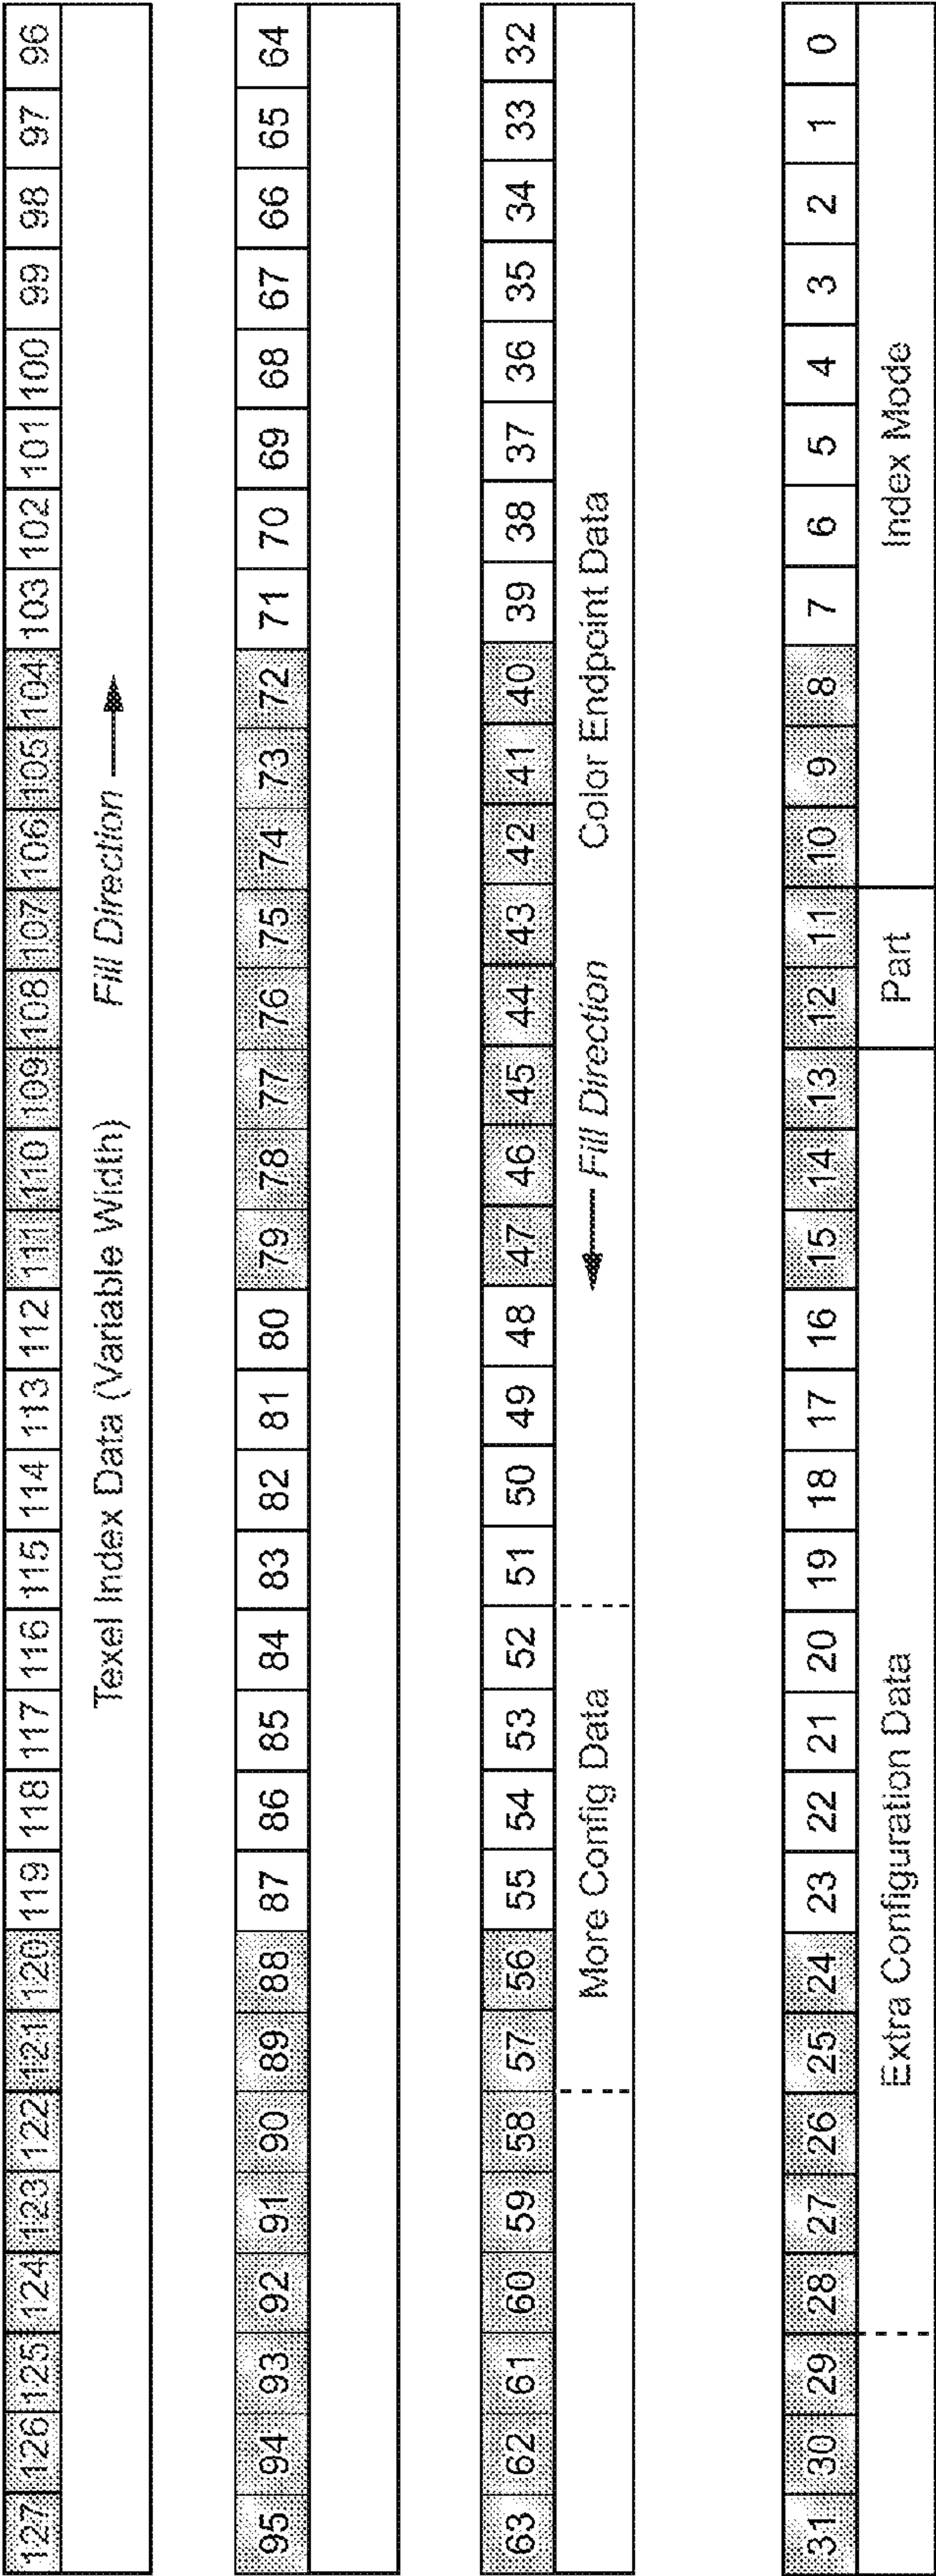 127 126 125 124 123 122 121 120 119 118 117 116 115 114 113 112 111 110 109 108 107 106 105 104 103 102 101 100 99 98 97 96
Texel Index Data (Variable Width) Fill Direction
95 94 93 92 91 90 89 88 87 86 85 84 83 82 81 80 79 78 77 76 75 74 73 72 71 70 69 68 67 66 65 64
63 62 61 60 59 58 57 56 55 54 53 52 51 50 49 48 47 46 45 44 43 42 41 40 39 38 37 36 35 34 33 32
More Config Data Fill Direction Color Endpoint Data
31 30 29 28 27 26 25 24 23 22 21 20 19 18 17 16 15 14 13 12 11 10 9 8 7 6 5 4 3 2 1 0
Extra Configuration Data Part Index Mode